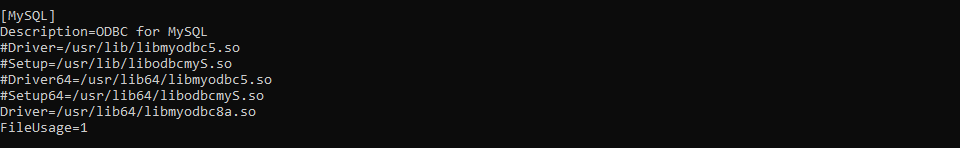 [MySQL]
Description=ODBC for MySQL
#Driver=/usr/lib/libmyodbc5.so
#Setup=/usr/lib/libodbcmyS.so
#Driver64=/usr/lib64/libmyodbc5.so
#Setup64=/usr/lib64/libodbcmyS.so
Driver=/usr/lib64/libmyodbc8a.so
FileUsage=1